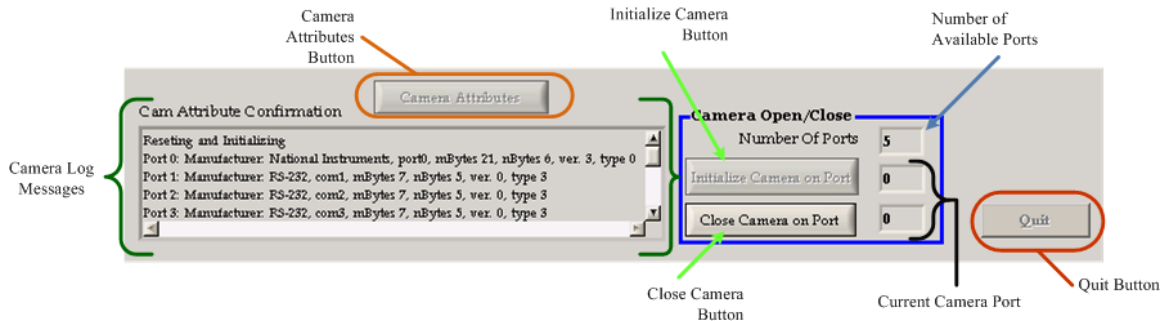 Camera
Attributes
Button
Initialize Camera
Button
Number of
Available Ports
Camera Attributes
Cam Attribute Confirmation
Camera Open/Close
Number Of Ports
5
Reseting and Initializing
Port 0: Manufacturer: National Instruments, port0, mBytes 21, nBytes 6, ver. 3, type 0
Port 1: Manufacturer: RS-232, com1, mBytes 7, nBytes 5, ver. 0, type 3
Port 2: Manufacturer: RS-232, com2, mBytes 7, nBytes 5, ver. 0, type 3
Port 3: Manufacturer: RS-232, com3, mBytes 7, nBytes 5, ver. 0, type 3
Camera Log
Messages
Initialize Camera on Port
0
Close Camera on Port
0
Quit
Close Camera
Button
Current Camera Port
Quit Button